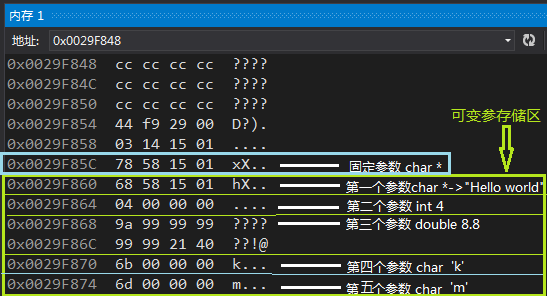 内存 1
地址: 0x0029F848
0x0029F848 cc cc cc cc ????
0x0029F84C cc cc cc cc ????
0x0029F850 cc cc cc cc ????
0x0029F854 44 f9 29 00 D?).
可变参存储区
0x0029F858 03 14 15 01 ....
0x0029F85C 78 58 15 01 xX.. 固定参数 char *
0x0029F860 68 58 15 01 hX.. 第一个参数char *->"Hello world"
0x0029F864 04 00 00 00 .... 第二个参数 int 4
0x0029F868 9a 99 99 99 ???? 第三个参数 double 8.8
0x0029F86C 99 99 21 40 ??!@
0x0029F870 6b 00 00 00 k... 第四个参数 char 'k'
0x0029F874 6d 00 00 00 m... 第五个参数 char 'm'